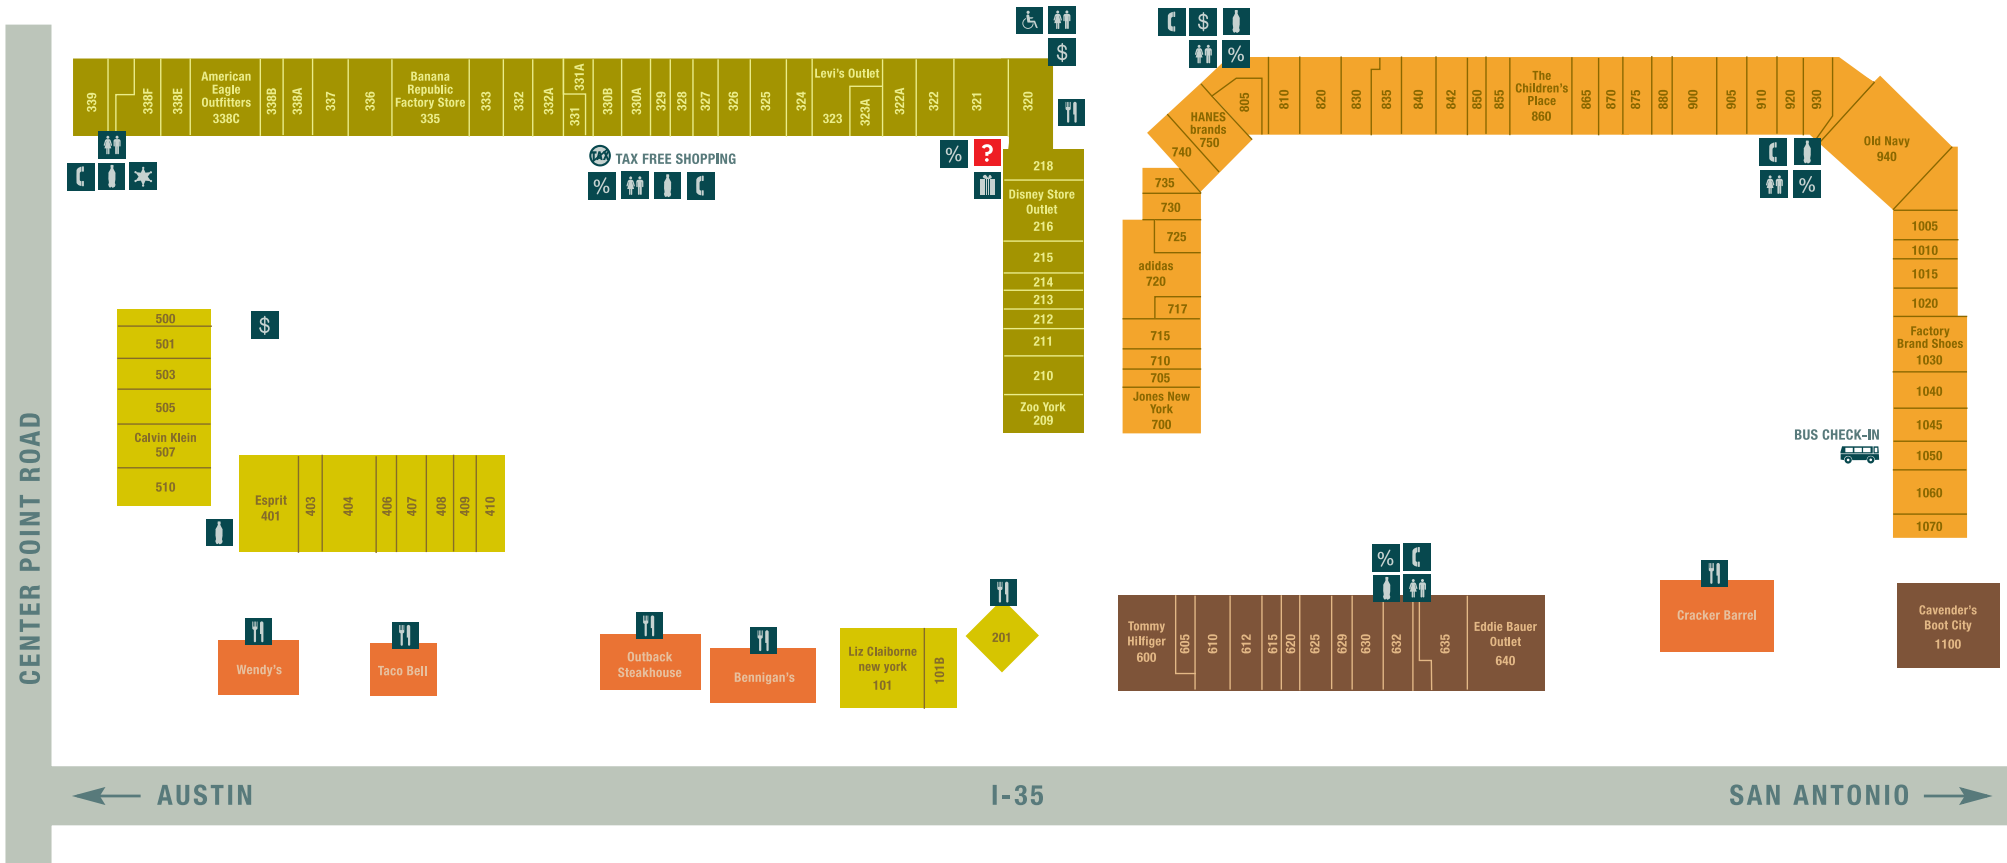 339
338F
338E
American
Eagle
Outfitters
338C
338B
338A
337
336
Banana
Republic
Factory Store
335
333
332
332A
331A
331
330B
330A
329
328
327
326
325
324
Levi's Outlet
323
323A
322A
322
321
320
$
%
?
TAX
TAX FREE SHOPPING
%
218
Disney Store
Outlet
216
215
214
213
212
211
210
Zoo York
209
$
%
805
810
820
830
835
840
842
850
855
The
Children's
Place
860
865
870
875
880
900
905
910
920
930
HANES
brands
750
740
735
730
725
adidas
720
717
715
710
705
Jones New
York
700
Old Navy
940
%
1005
1010
1015
1020
Factory
Brand Shoes
1030
1040
1045
1050
1060
1070
BUS CHECK-IN
500
501
503
505
Calvin Klein
507
510
$
Esprit
401
403
404
406
407
408
409
410
CENTER POINT ROAD
Wendy's
Taco Bell
Outback
Steakhouse
Bennigan's
Liz Claiborne
new york
101
101B
201
%
Tommy
Hilfiger
600
605
610
612
615
620
625
629
630
632
635
Eddie Bauer
Outlet
640
Cracker Barrel
Cavender's
Boot City
1100
AUSTIN
I-35
SAN ANTONIO